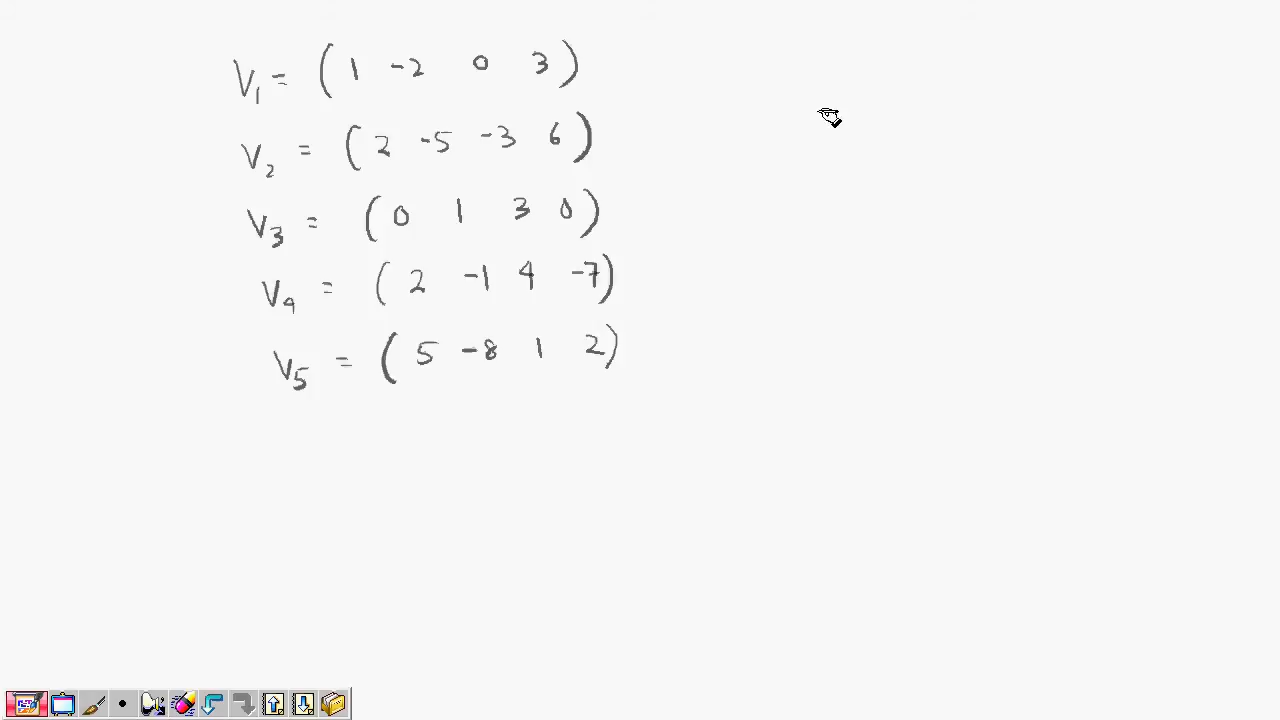 V1 = ( 1 -2 0 3 )
V2 = ( 2 -5 -3 6 )
V3 = ( 0 1 3 0 )
V4 = ( 2 -1 4 -7 )
V5 = ( 5 -8 1 2 )